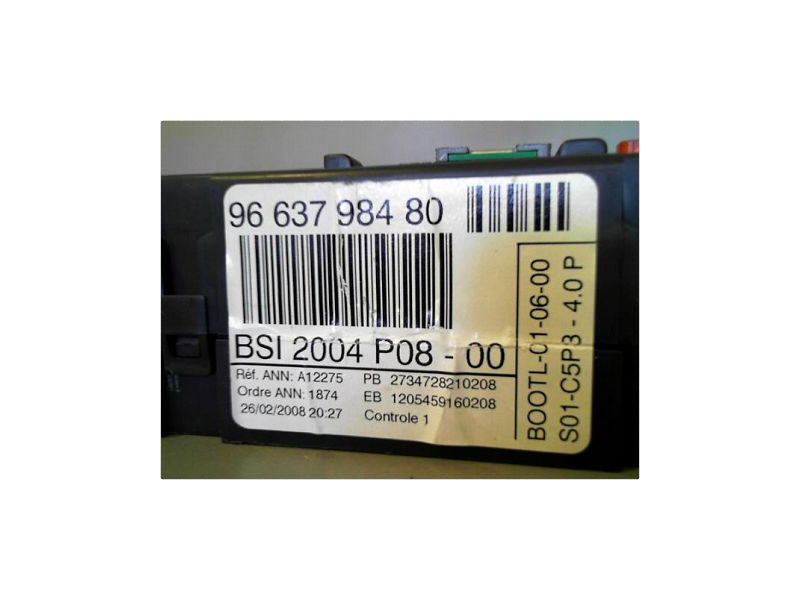 96 637 984 80
BSI 2004 P08 - 00
Réf. ANN: A12275 PB 2734728210208
Ordre ANN: 1874 EB 1205459160208
26/02/2008 20:27 Controle 1
BOOTL-01-06-00
S01-C5P3 - 4.0 P